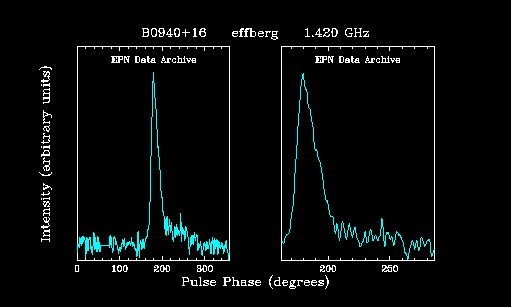 B0940+16 effberg 1.420 GHz
EPN Data Archive
EPN Data Archive
Intensity (arbitrary units)
0 100 200 300
200 250
Pulse Phase (degrees)